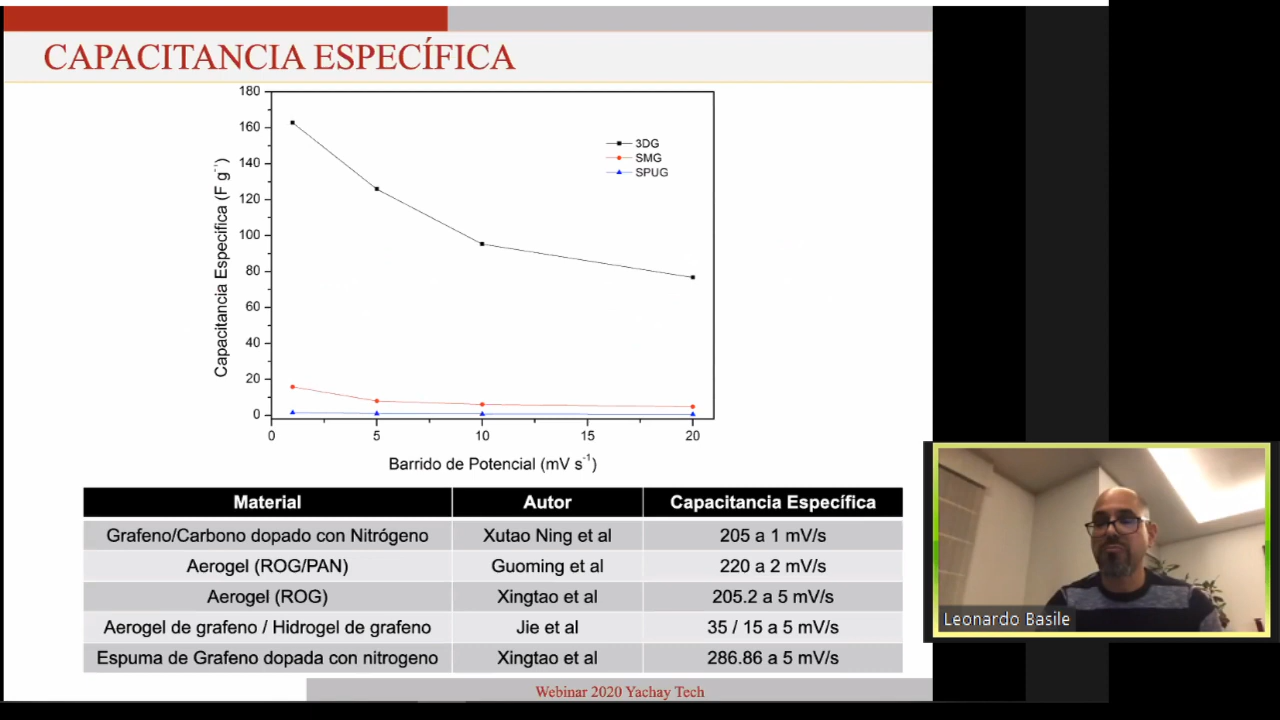 CAPACITANCIA ESPECÍFICA
180
160
140
120
100
80
60
40
20
0
Capacitancia Especifica (F g⁻¹)
3DG
SMG
SPUG
0 5 10 15 20
Barrido de Potencial (mV s⁻¹)
Material Autor Capacitancia Específica
Grafeno/Carbono dopado con Nitrógeno Xutao Ning et al 205 a 1 mV/s
Aerogel (ROG/PAN) Guoming et al 220 a 2 mV/s
Aerogel (ROG) Xingtao et al 205.2 a 5 mV/s
Aerogel de grafeno / Hidrogel de grafeno Jie et al 35 / 15 a 5 mV/s
Espuma de Grafeno dopada con nitrogeno Xingtao et al 286.86 a 5 mV/s
Webinar 2020 Yachay Tech
Leonardo Basile